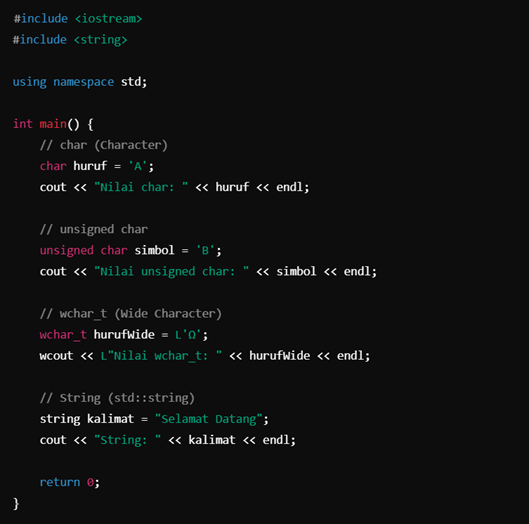 #include <iostream>
#include <string>

using namespace std;

int main() {
    // char (Character)
    char huruf = 'A';
    cout << "Nilai char: " << huruf << endl;

    // unsigned char
    unsigned char simbol = 'B';
    cout << "Nilai unsigned char: " << simbol << endl;

    // wchar_t (Wide Character)
    wchar_t hurufWide = L'Ω';
    wcout << L"Nilai wchar_t: " << hurufWide << endl;

    // String (std::string)
    string kalimat = "Selamat Datang";
    cout << "String: " << kalimat << endl;

    return 0;
}